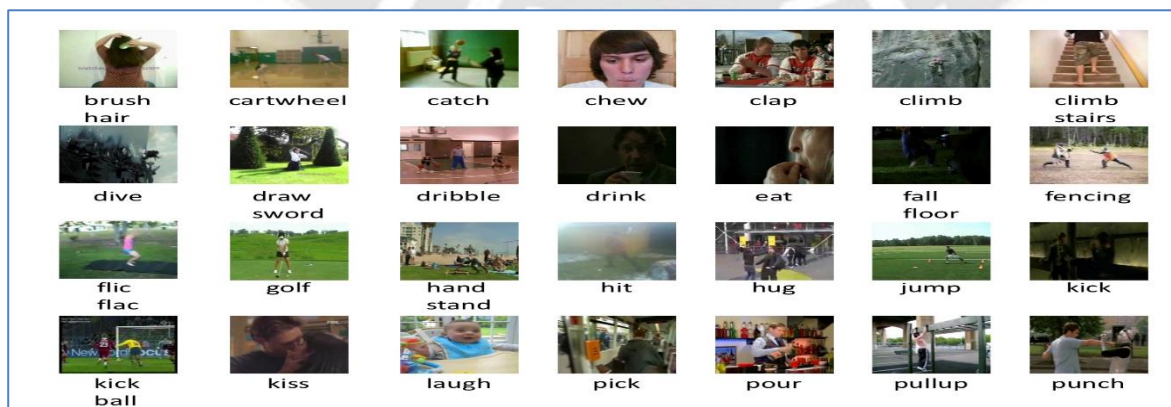 brush cartwheel catch chew clap climb climb
hair stairs
dive draw dribble drink eat fall fencing
sword floor
flic golf hand hit hug jump kick
flac stand
kick kiss laugh pick pour pullup punch
ball